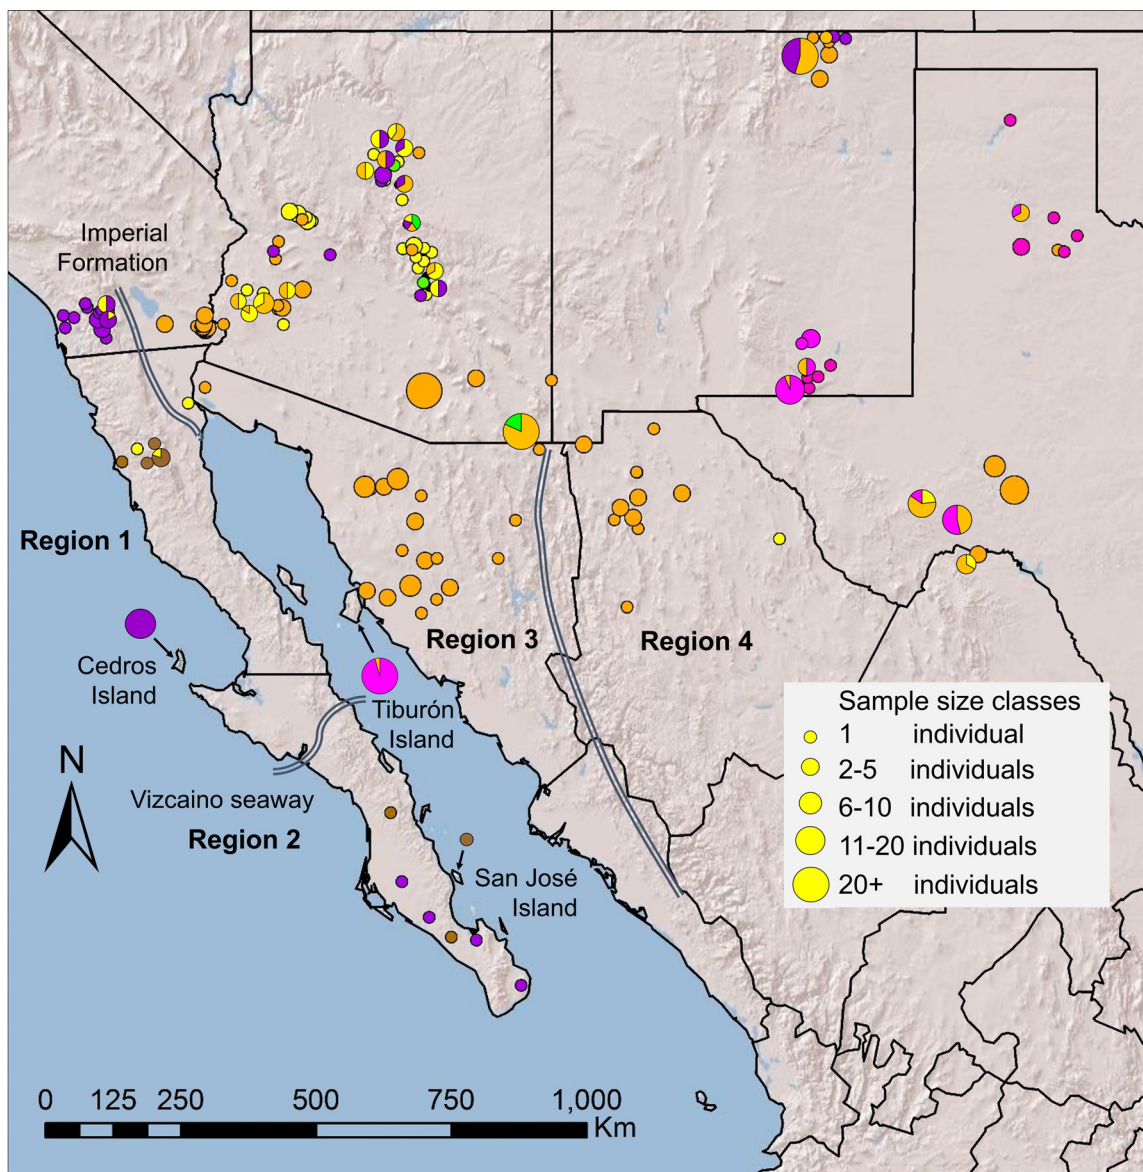 Imperial
Formation
Region 1
Cedros
Island
Region 3
Region 4
Tiburón
Island
N
Vizcaino seaway
Region 2
San José
Island
Sample size classes
1 individual
2-5 individuals
6-10 individuals
11-20 individuals
20+ individuals
0 125 250 500 750 1,000
Km